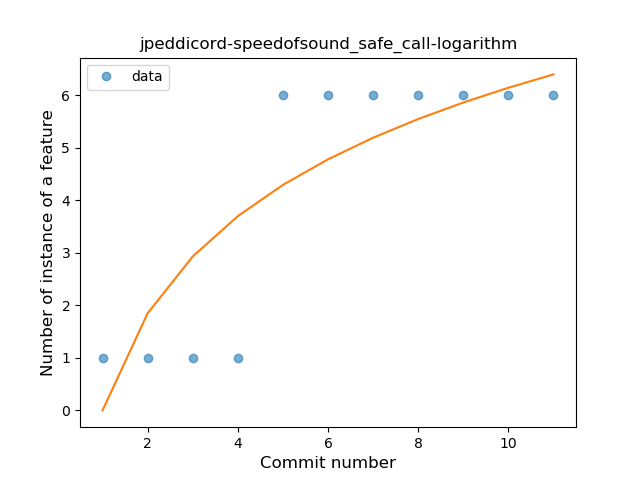 jpeddicord-speedofsound_safe_call-logarithm
data
Number of instance of a feature
6
5
4
3
2
1
0
2 4 6 8 10
Commit number